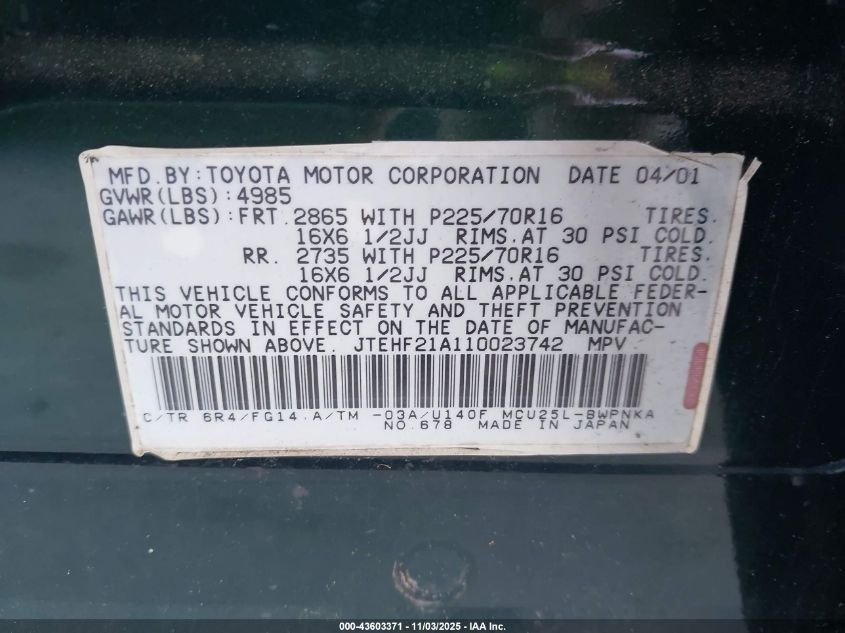 MFD.BY:TOYOTA MOTOR CORPORATION DATE 04/01
GVWR(LBS):4985
GAWR(LBS):FRT.2865 WITH P225/70R16 TIRES.
16X6 1/2JJ RIMS.AT 30 PSI COLD.
RR. 2735 WITH P225/70R16 TIRES.
16X6 1/2JJ RIMS.AT 30 PSI COLD.
THIS VEHICLE CONFORMS TO ALL APPLICABLE FEDER-
AL MOTOR VEHICLE SAFETY AND THEFT PREVENTION
STANDARDS IN EFFECT ON THE DATE OF MANUFAC-
TURE SHOWN ABOVE. JTEHF21A110023742 MPV
C/TR 6R4/FG14.A/TM -03A/U140F MCU25L-BWPNKA
NO.678 MADE IN JAPAN
000-43603371 - 11/03/2025 - IAA Inc.